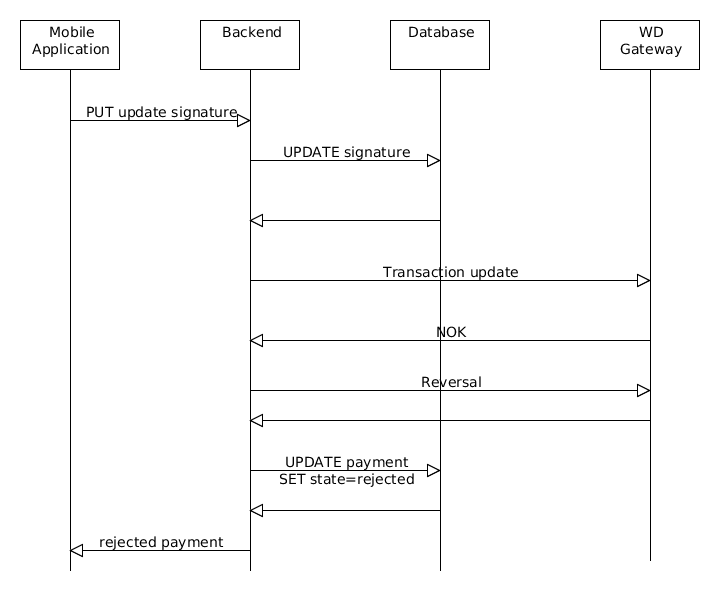 Mobile
Application
Backend
Database
WD
Gateway
PUT update signature
UPDATE signature
Transaction update
NOK
Reversal
UPDATE payment
SET state=rejected
rejected payment